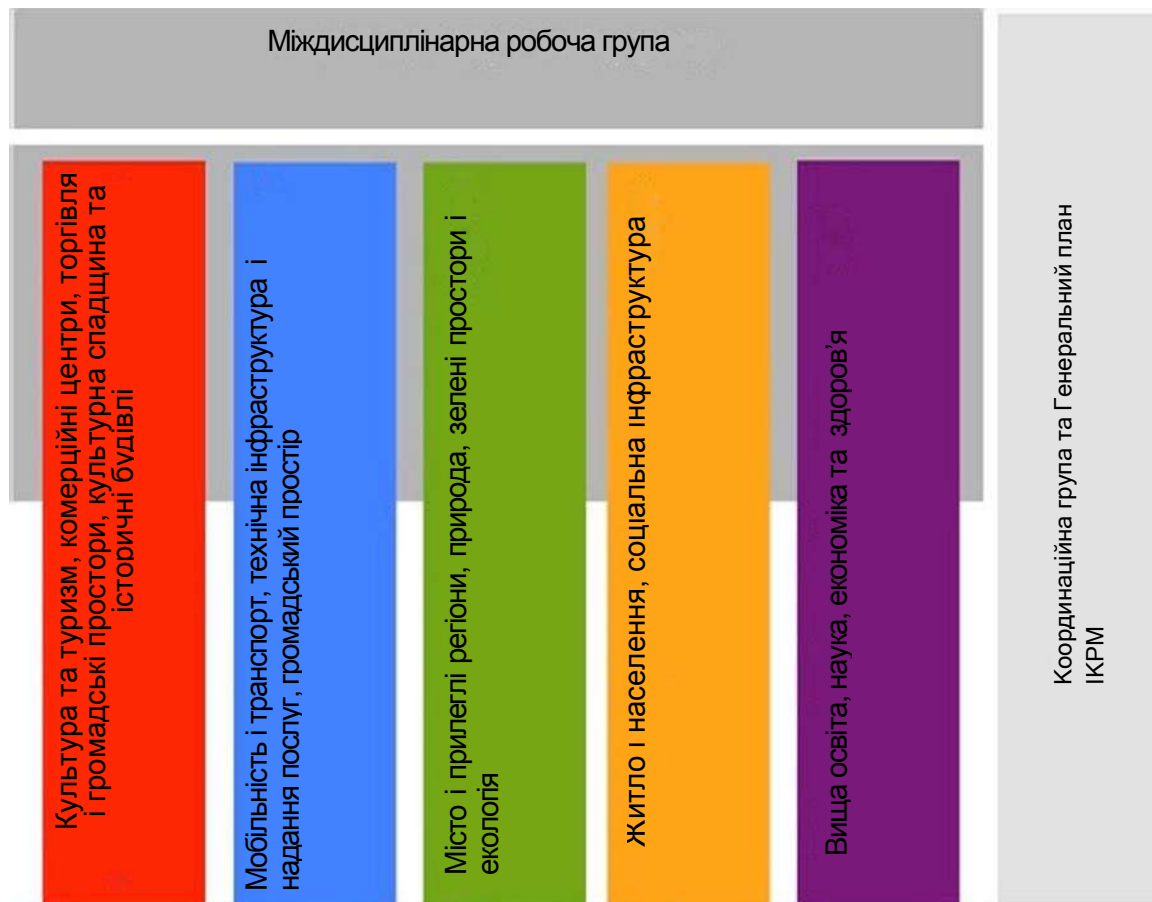 Міждисциплінарна робоча група
Культура та туризм, комерційні центри, торгівля
і громадські простори, культурна спадщина та
історичні будівлі
Мобільність і транспорт, технічна інфраструктура і
надання послуг, громадський простір
Місто і прилеглі регіони, природа, зелені простори і
екологія
Житло і населення, соціальна інфраструктура
Вища освіта, наука, економіка та здоров’я
Координаційна група та Генеральний план
ІКРМ